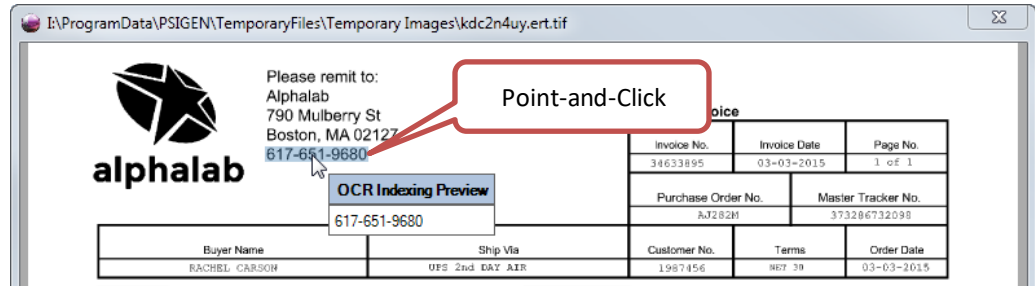 I:\ProgramData\PSIGEN\TemporaryFiles\Temporary Images\kdc2n4uy.ert.tif
alphalab
Please remit to:
Alphalab
790 Mulberry St
Boston, MA 02127
617-651-9680
Point-and-Click
OCR Indexing Preview
617-651-9680
oice
Invoice No. Invoice Date Page No.
34633895 03-03-2015 1 of 1
Purchase Order No. Master Tracker No.
AJ282M 373286732098
Buyer Name Ship Via Customer No. Terms Order Date
RACHEL CARSON UPS 2nd DAY AIR 1987456 NET 30 03-03-2015